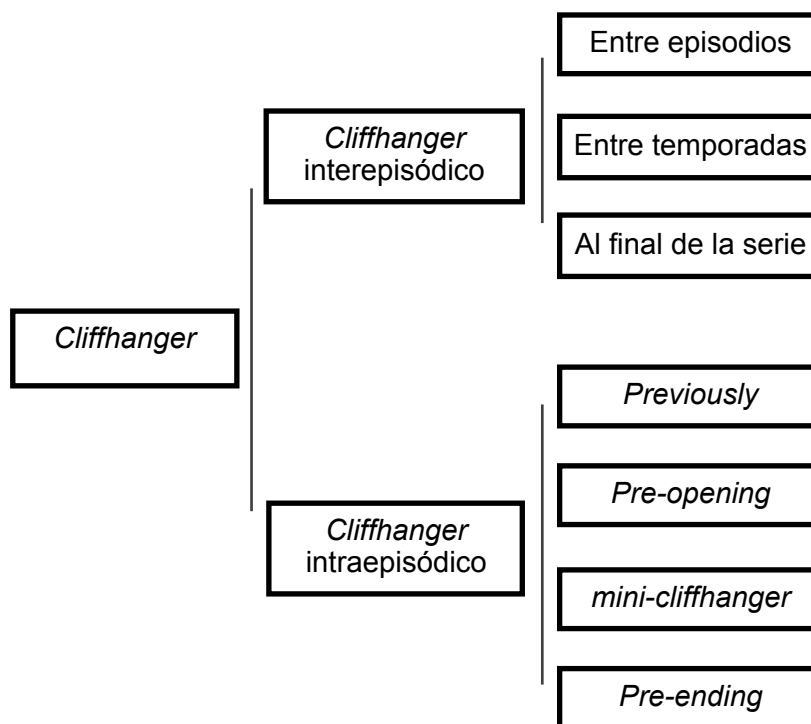 Cliffhanger
Cliffhanger
interepisódico
Entre episodios
Entre temporadas
Al final de la serie
Cliffhanger
intraepisódico
Previously
Pre-opening
mini-cliffhanger
Pre-ending